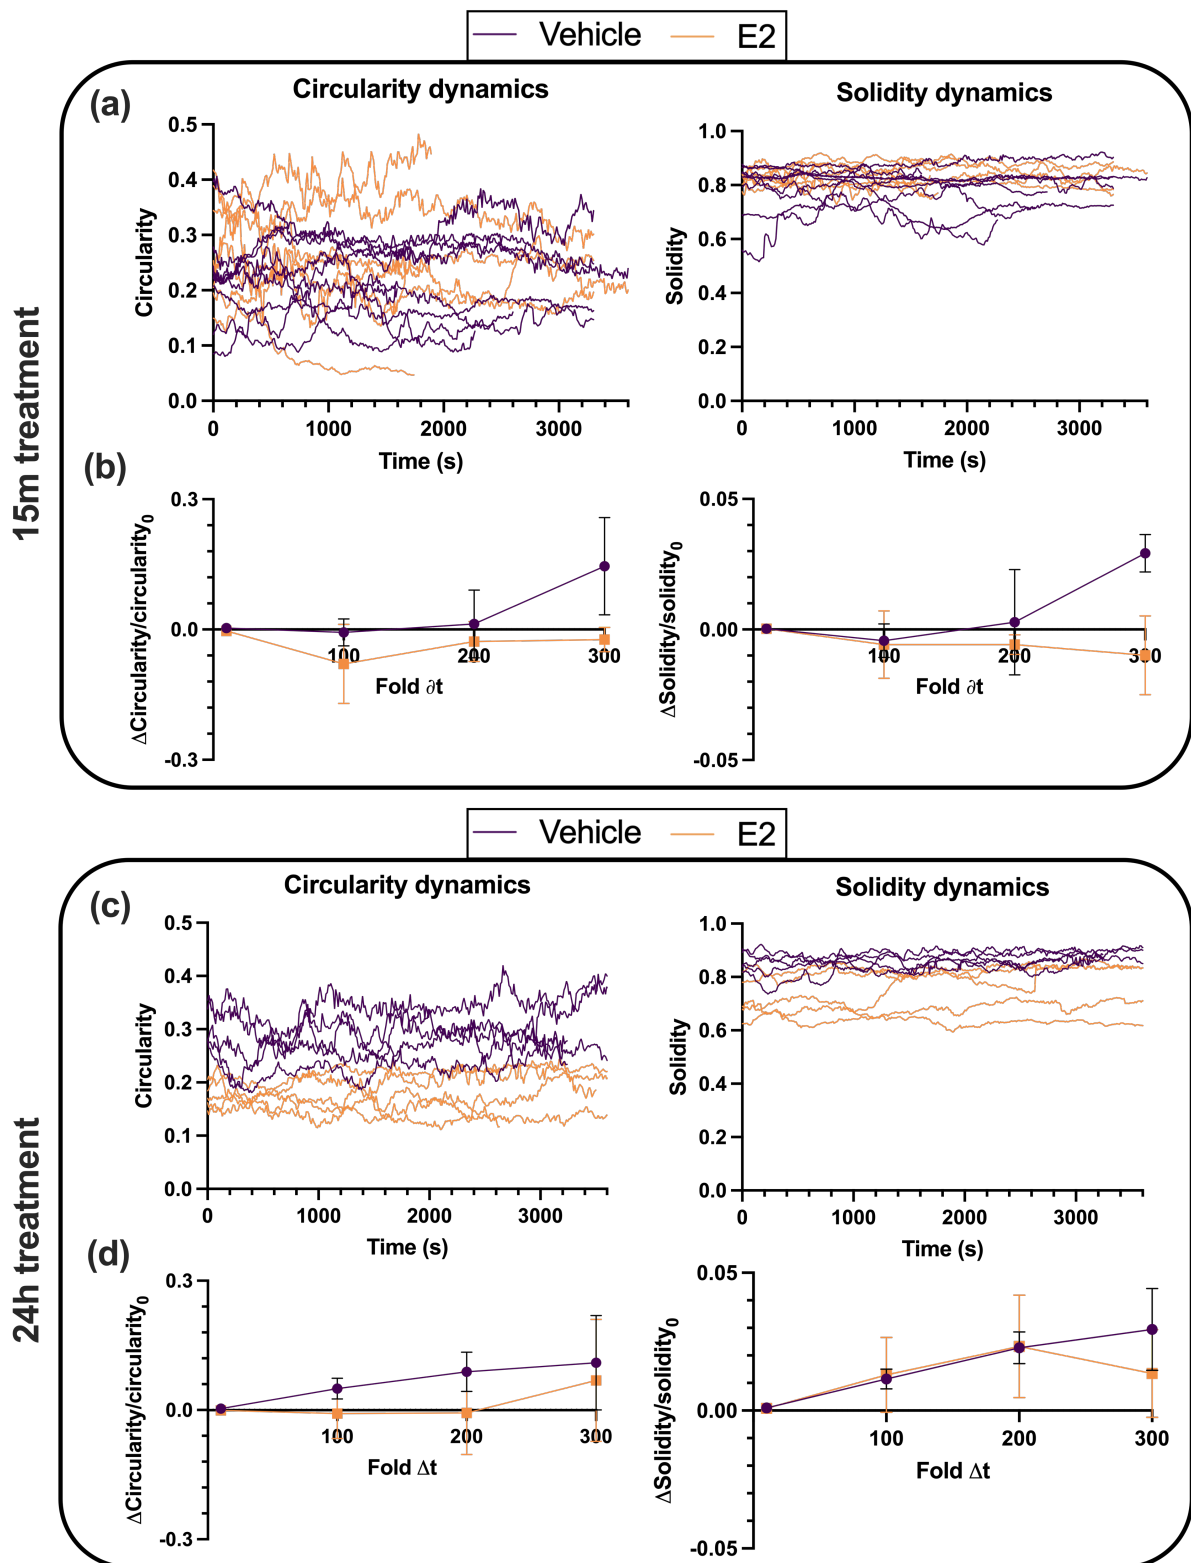 Vehicle E2
15m treatment
(a)
Circularity dynamics
Circularity
0.5
0.4
0.3
0.2
0.1
0.0
0 1000 2000 3000
Time (s)
Solidity dynamics
Solidity
1.0
0.8
0.6
0.4
0.2
0.0
0 1000 2000 3000
Time (s)
(b)
ΔCircularity/circularity0
0.3
0.0
-0.3
100 200 300
Fold ∂t
ΔSolidity/solidity0
0.05
0.00
-0.05
100 200 300
Fold ∂t
Vehicle E2
24h treatment
(c)
Circularity dynamics
Circularity
0.5
0.4
0.3
0.2
0.1
0.0
0 1000 2000 3000
Time (s)
Solidity dynamics
Solidity
1.0
0.8
0.6
0.4
0.2
0.0
0 1000 2000 3000
Time (s)
(d)
ΔCircularity/circularity0
0.3
0.0
-0.3
100 200 300
Fold Δt
ΔSolidity/solidity0
0.05
0.00
-0.05
100 200 300
Fold Δt